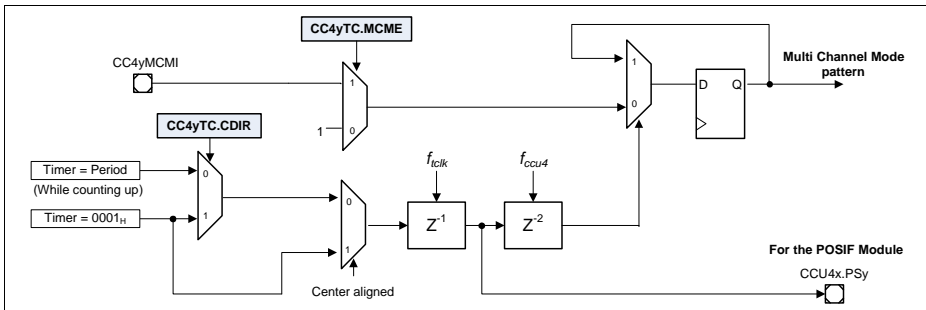 CC4yTC.MCME
CC4yMCMI
1
0
1
1
0
Multi Channel Mode
pattern
D Q
CC4yTC.CDIR
Timer = Period
(While counting up)
0
1
Timer = 0001H
0
1
Center aligned
ftclk
Z-1
fccu4
Z-2
For the POSIF Module
CCU4x.PSy